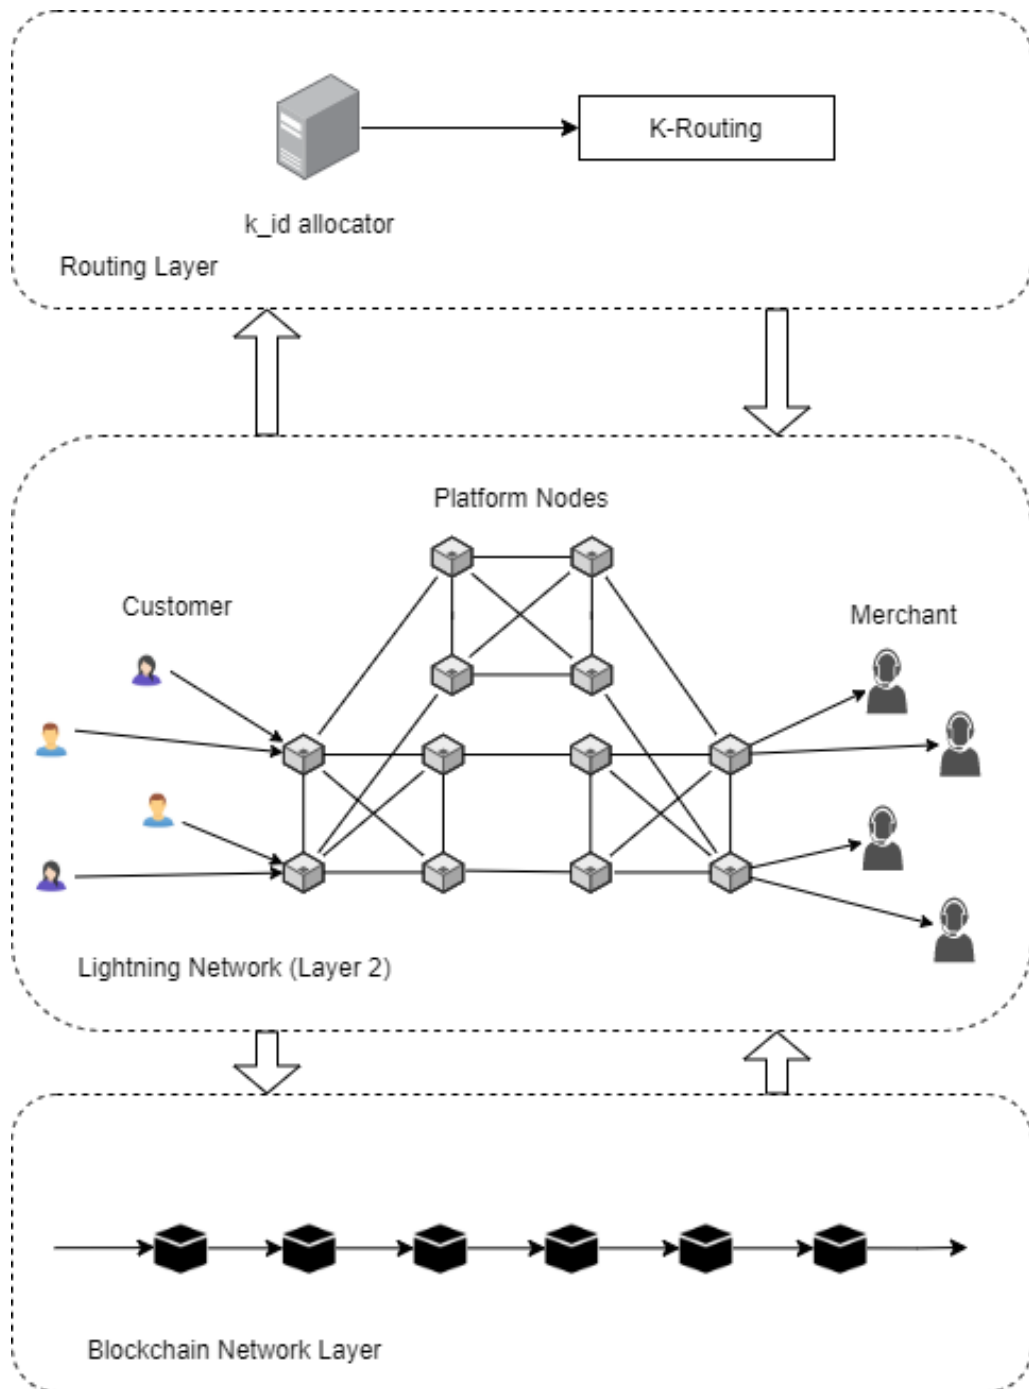 K-Routing
k_id allocator
Routing Layer
Platform Nodes
Customer
Merchant
Lightning Network (Layer 2)
Blockchain Network Layer